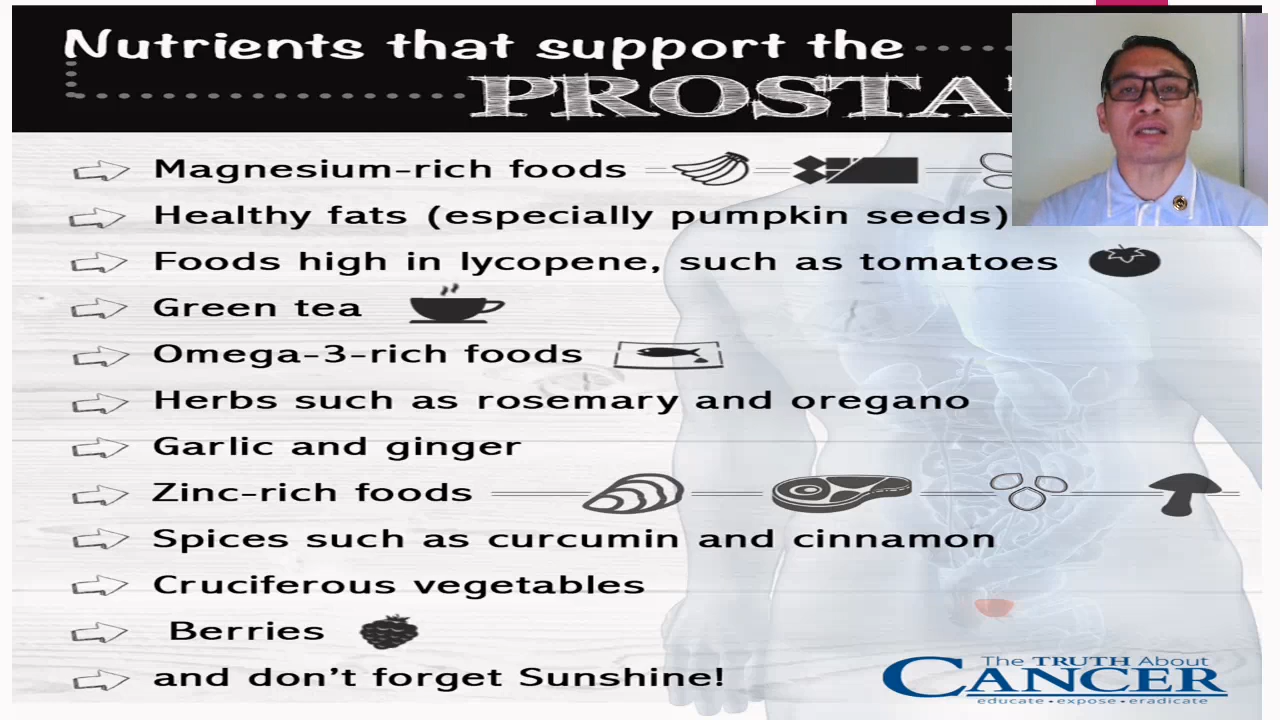 Nutrients that support the
PROSTA
Magnesium-rich foods
Healthy fats (especially pumpkin seeds)
Foods high in lycopene, such as tomatoes
Green tea
Omega-3-rich foods
Herbs such as rosemary and oregano
Garlic and ginger
Zinc-rich foods
Spices such as curcumin and cinnamon
Cruciferous vegetables
Berries
and don't forget Sunshine!
The TRUTH About
CANCER
educate • expose • eradicate